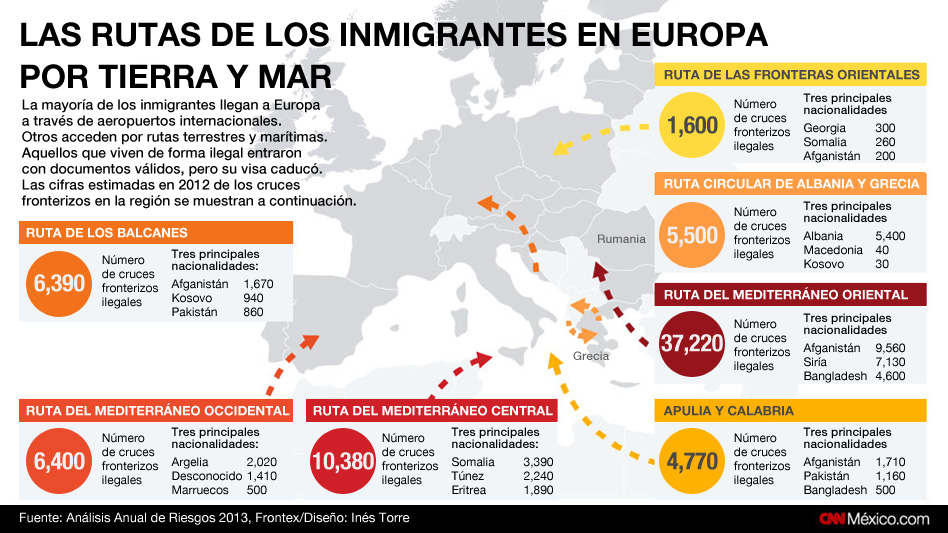 LAS RUTAS DE LOS INMIGRANTES EN EUROPA
POR TIERRA Y MAR
La mayoría de los inmigrantes llegan a Europa
a través de aeropuertos internacionales.
Otros acceden por rutas terrestres y marítimas.
Aquellos que viven de forma ilegal entraron
con documentos válidos, pero su visa caducó.
Las cifras estimadas en 2012 de los cruces
fronterizos en la región se muestran a continuación.
RUTA DE LOS BALCANES
6,390
Número
de cruces
fronterizos
ilegales
Tres principales
nacionalidades:
Afganistán 1,670
Kosovo 940
Pakistán 860
RUTA DE LAS FRONTERAS ORIENTALES
1,600
Número
de cruces
fronterizos
ilegales
Tres principales
nacionalidades
Georgia 300
Somalia 260
Afganistán 200
RUTA CIRCULAR DE ALBANIA Y GRECIA
5,500
Número
de cruces
fronterizos
ilegales
Tres principales
nacionalidades
Albania 5,400
Macedonia 40
Kosovo 30
Rumania
Grecia
RUTA DEL MEDITERRÁNEO ORIENTAL
37,220
Número
de cruces
fronterizos
ilegales
Tres principales
nacionalidades
Afganistán 9,560
Siría 7,130
Bangladesh 4,600
RUTA DEL MEDITERRÁNEO OCCIDENTAL
6,400
Número
de cruces
fronterizos
ilegales
Tres principales
nacionalidades:
Argelia 2,020
Desconocido 1,410
Marruecos 500
RUTA DEL MEDITERRÁNEO CENTRAL
10,380
Número
de cruces
fronterizos
ilegales
Tres principales
nacionalidades:
Somalia 3,390
Túnez 2,240
Eritrea 1,890
APULIA Y CALABRIA
4,770
Número
de cruces
fronterizos
ilegales
Tres principales
nacionalidades
Afganistán 1,710
Pakistán 1,160
Bangladesh 500
Fuente: Análisis Anual de Riesgos 2013, Frontex/Diseño: Inés Torre
CNNMéxico.com